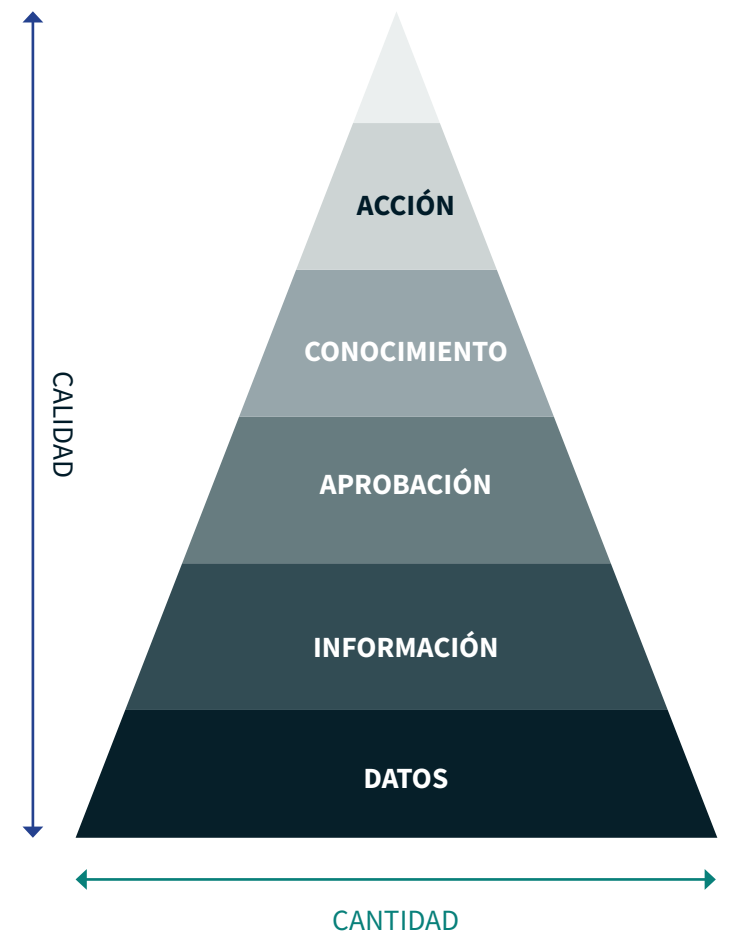 ACCIÓN
CONOCIMIENTO
CALIDAD
APROBACIÓN
INFORMACIÓN
DATOS
CANTIDAD